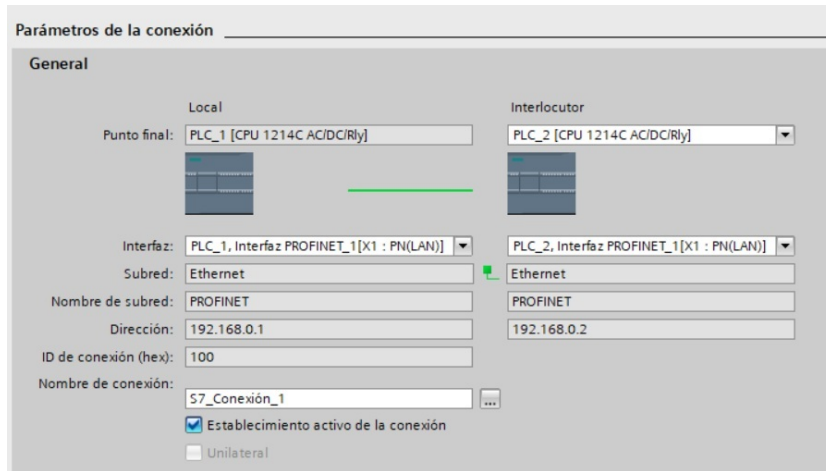 Parámetros de la conexión
General
Local Interlocutor
Punto final: PLC_1 [CPU 1214C AC/DC/Rly] PLC_2 [CPU 1214C AC/DC/Rly]
Interfaz: PLC_1, Interfaz PROFINET_1[X1 : PN(LAN)] PLC_2, Interfaz PROFINET_1[X1 : PN(LAN)]
Subred: Ethernet Ethernet
Nombre de subred: PROFINET PROFINET
Dirección: 192.168.0.1 192.168.0.2
ID de conexión (hex): 100
Nombre de conexión:
S7_Conexión_1 ...
Establecimiento activo de la conexión
Unilateral